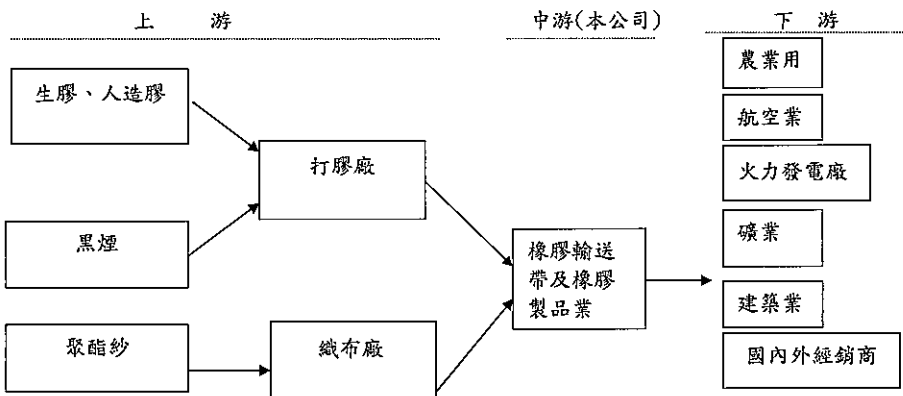 上 游
中游(本公司)
下 游
生膠、人造膠
打膠廠
黑煙
聚酯紗
織布廠
橡膠輸送
帶及橡膠
製品業
農業用
航空業
火力發電廠
礦業
建築業
國內外經銷商